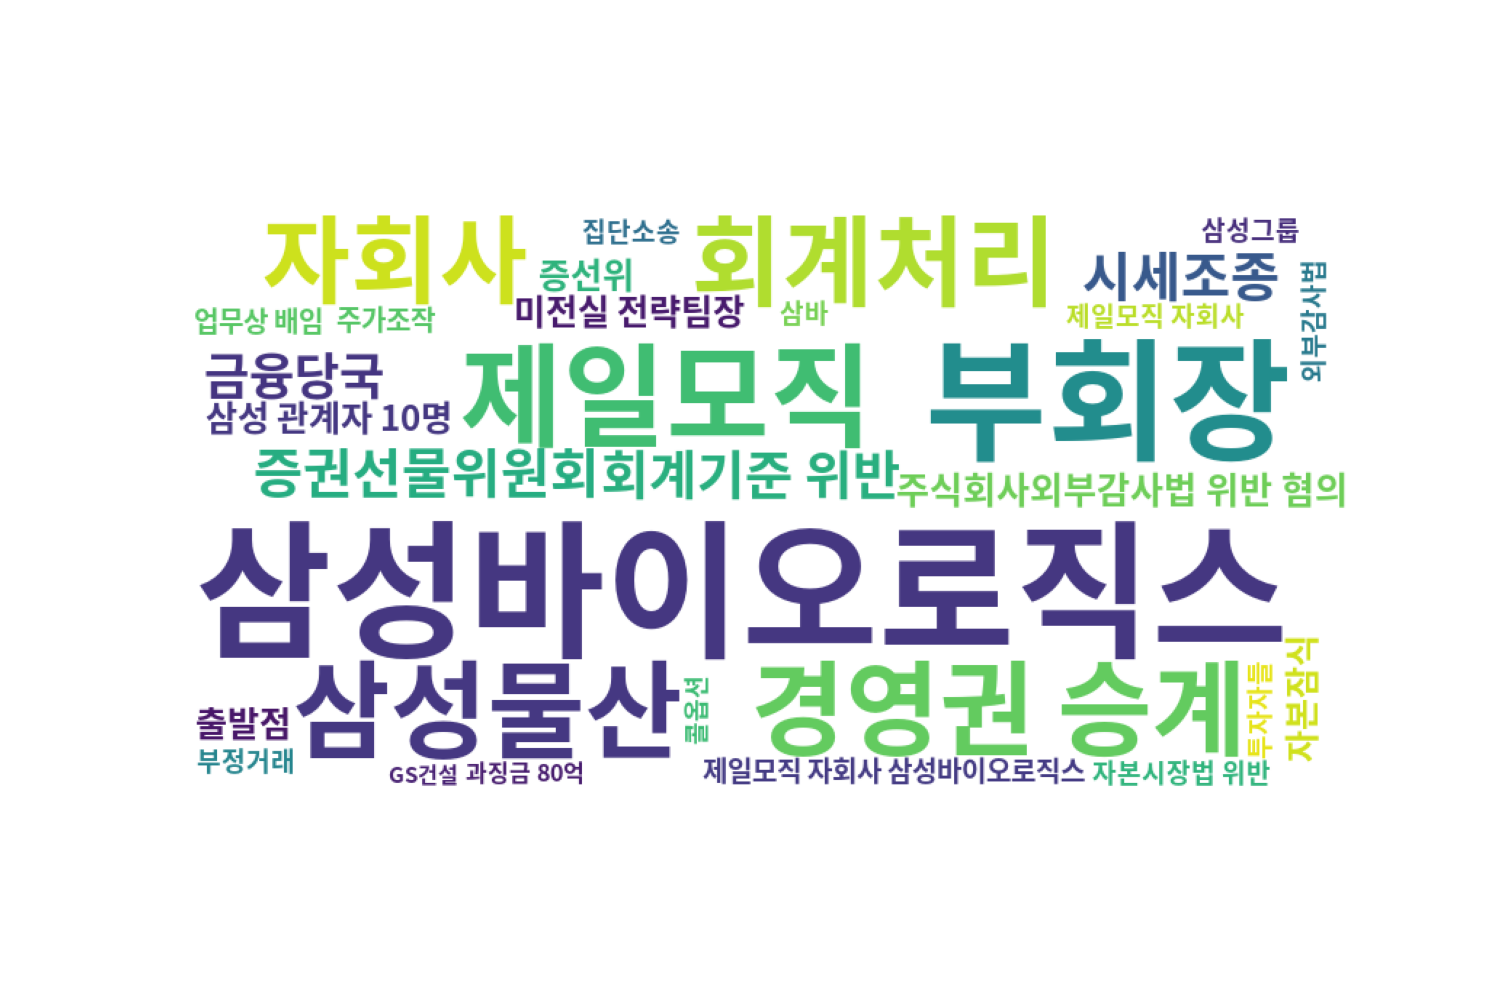 자회사
집단소송
회계처리
삼성그룹
증선위
시세조종
업무상 배임
주가조작
미전실 전략팀장
삼바
제일모직 자회사
외부감사법
금융당국
제일모직
부회장
삼성 관계자 10명
증권선물위원회
회계기준 위반
주식회사외부감사법 위반 혐의
삼성바이오로직스
삼성물산
콜옵션
경영권 승계
투자자들
자본잠식
출발점
부정거래
GS건설 과징금 80억
제일모직 자회사 삼성바이오로직스
자본시장법 위반